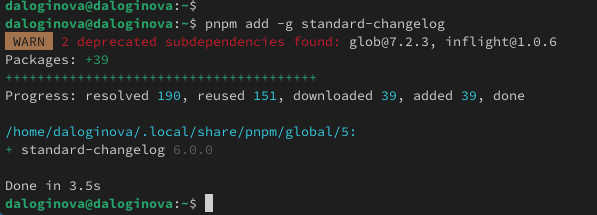 daloginova@daloginova:~$
daloginova@daloginova:~$ pnpm add -g standard-changelog
WARN 2 deprecated subdependencies found: glob@7.2.3, inflight@1.0.6
Packages: +39
+++++++++++++++++++++++++++++++++++++++
Progress: resolved 190, reused 151, downloaded 39, added 39, done
/home/daloginova/.local/share/pnpm/global/5:
+ standard-changelog 6.0.0
Done in 3.5s
daloginova@daloginova:~$